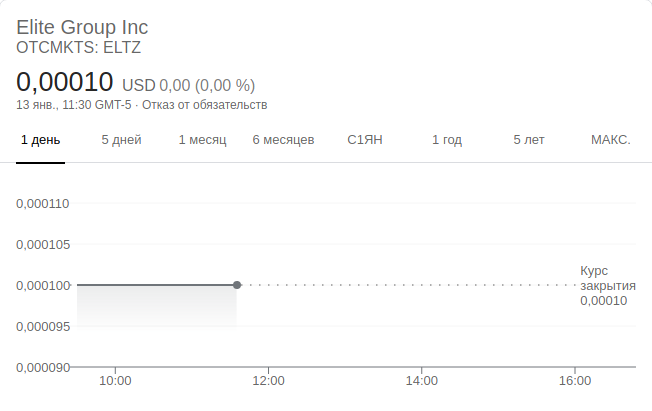 Elite Group Inc
OTCMKTS: ELTZ
0,00010 USD 0,00 (0,00 %)
13 янв., 11:30 GMT-5 · Отказ от обязательств
1 день 5 дней 1 месяц 6 месяцев С1ЯН 1 год 5 лет МАКС.
0,000110
0,000105
0,000100
0,000095
0,000090
Курс
закрытия
0,00010
10:00 12:00 14:00 16:00